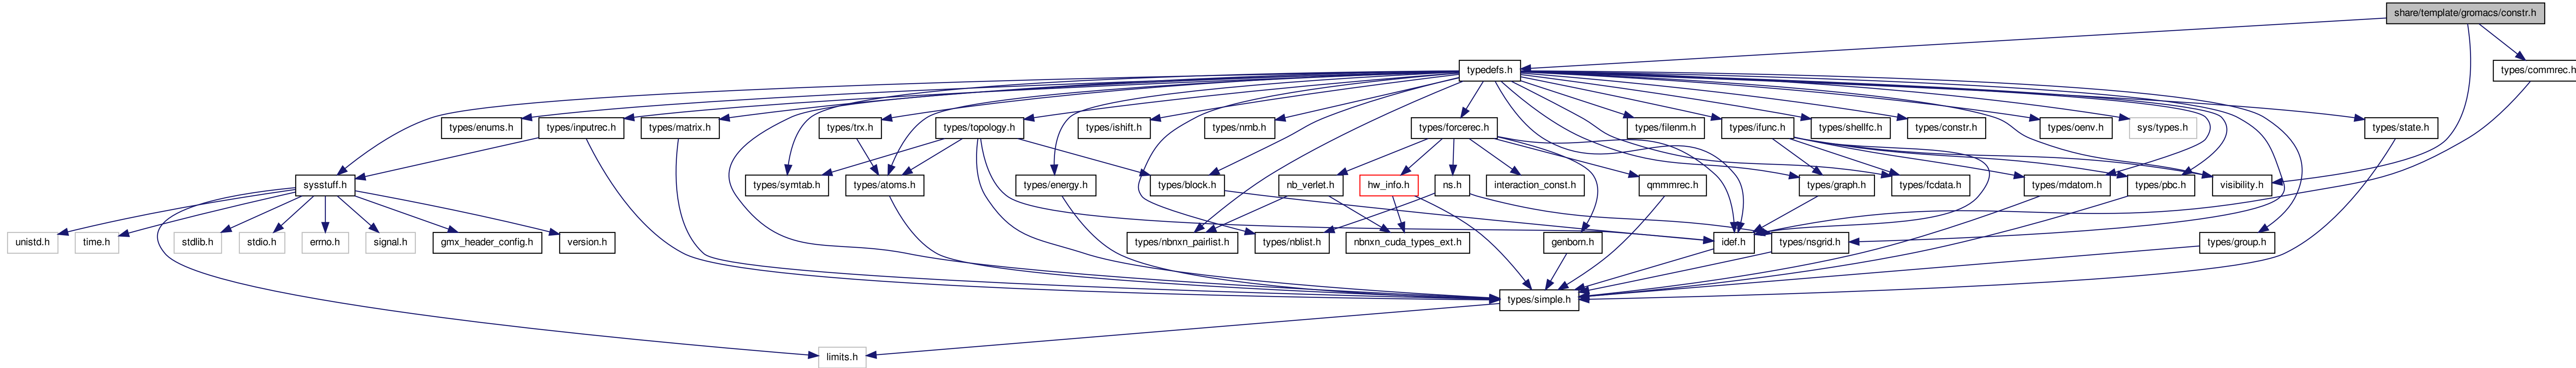 share/template/gromacs/constr.h
typedefs.h
types/commrec.h
types/enums.h
types/inputrec.h
types/matrix.h
types/trx.h
types/topology.h
types/ishift.h
types/nrnb.h
types/forcerec.h
types/filenm.h
types/ifunc.h
types/shellfc.h
types/constr.h
types/oenv.h
sys/types.h
types/state.h
sysstuff.h
types/symtab.h
types/atoms.h
types/energy.h
types/block.h
nb_verlet.h
hw_info.h
ns.h
interaction_const.h
qmmmrec.h
types/graph.h
types/fcdata.h
types/mdatom.h
types/pbc.h
visibility.h
unistd.h
time.h
stdlib.h
stdio.h
errno.h
signal.h
gmx_header_config.h
version.h
types/nbnxn_pairlist.h
types/nblist.h
nbnxn_cuda_types_ext.h
genborn.h
idef.h
types/nsgrid.h
types/group.h
types/simple.h
limits.h